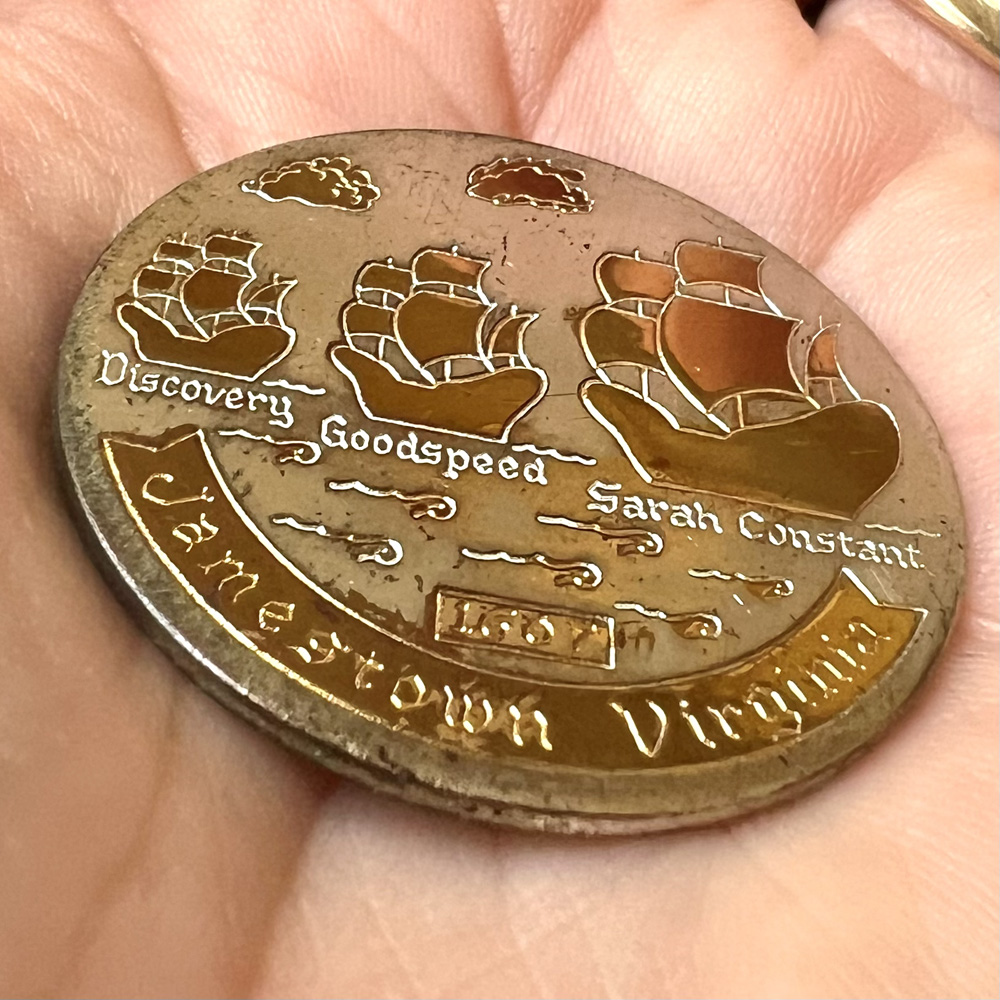 Discovery
Goodspeed
Sarah Constant
1607
Jamestown Virginia